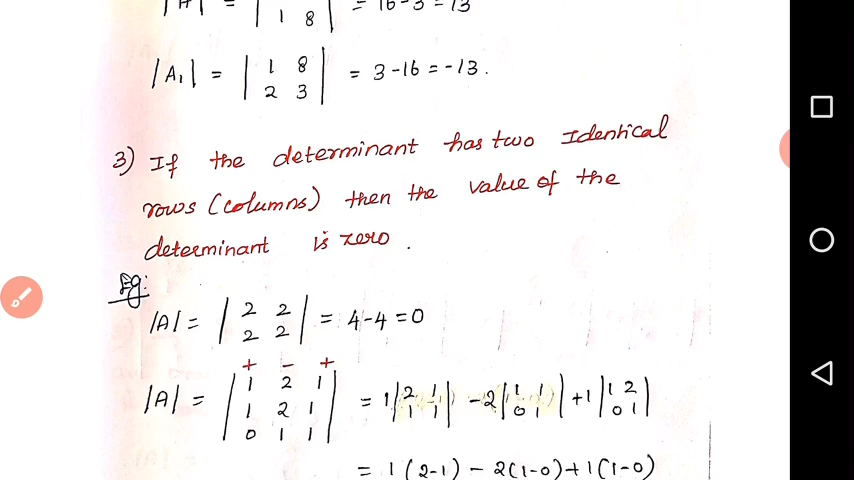 |A| = | 1 8 | = 16-3 = 13
|A₁| = | 1 8 | = 3-16 = -13.
2 3
3) If the determinant has two Identical
rows (columns) then the value of the
determinant is zero.
Eg:
|A| = | 2 2 | = 4-4 = 0
2 2
+ - +
|A| = | 1 2 1 | = 1 | 2 1 | -2 | 1 1 | +1 | 1 2 |
1 2 1 1 1 0 1 0 1
0 1 1
= 1(2-1) - 2(1-0) + 1(1-0)